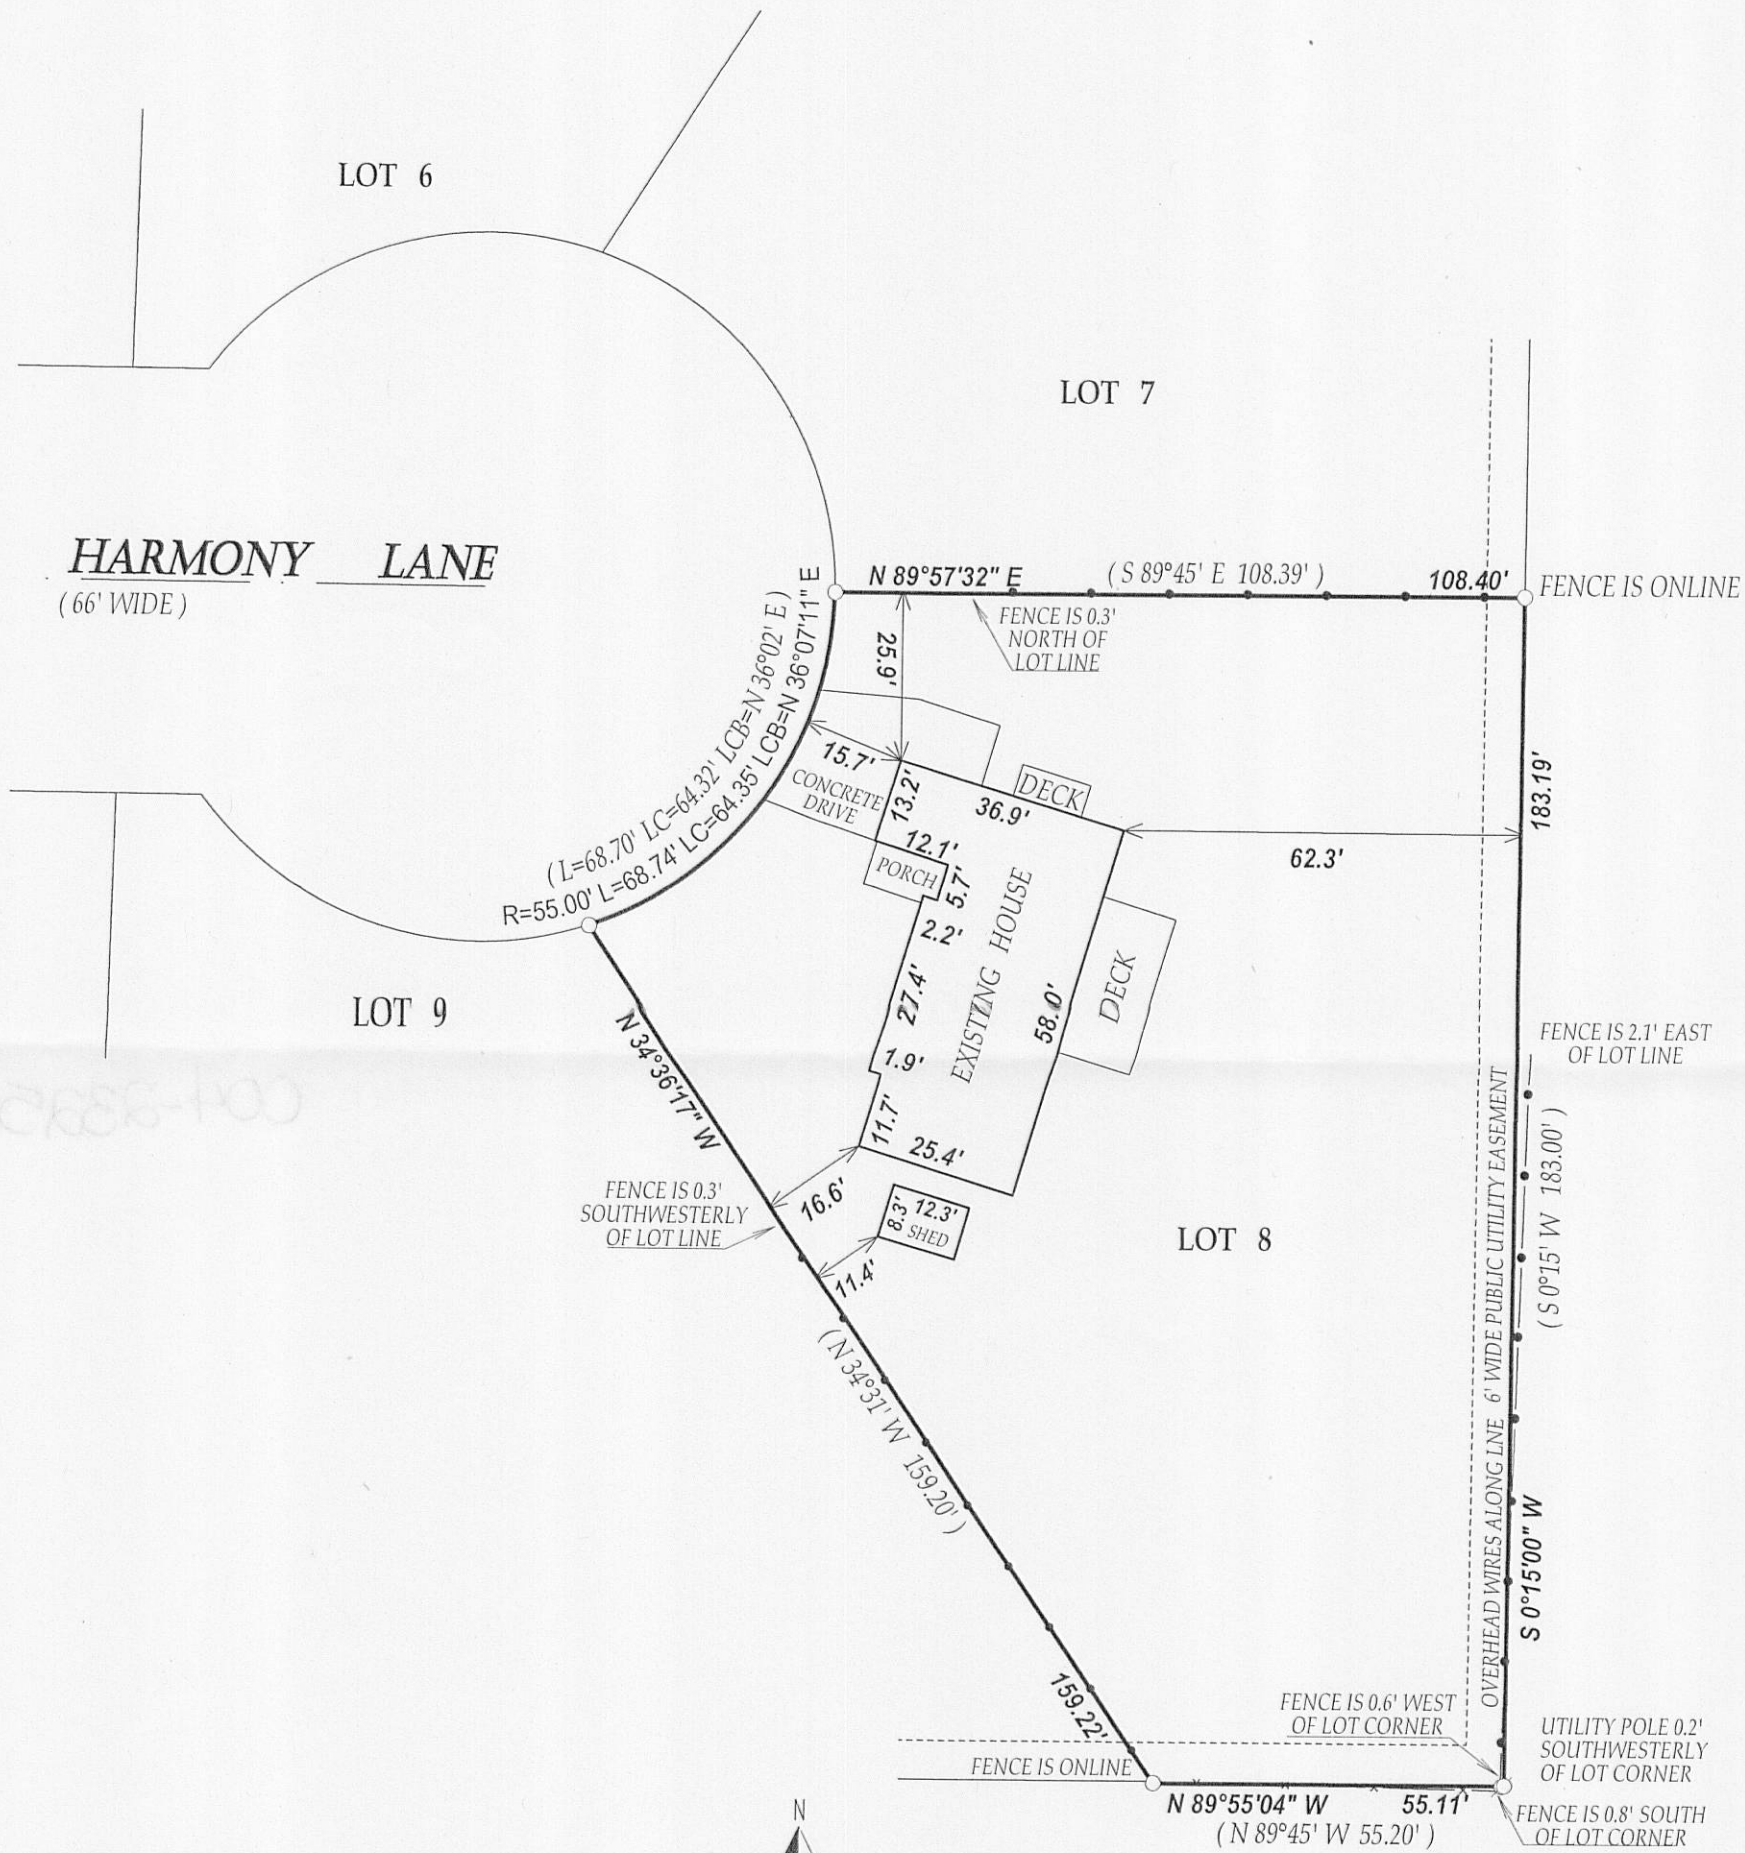 LOT 6
LOT 7
HARMONY LANE
( 66' WIDE )
N 89°57'32" E
( S 89°45' E 108.39' )
108.40'
FENCE IS ONLINE
FENCE IS 0.3'
NORTH OF
LOT LINE
25.9'
( L=68.70' LC=64.32' LCB=N 36°02' E )
R=55.00' L=68.74' LC=64.35' LCB=N 36°07'11" E
15.7'
CONCRETE
DRIVE
13.2'
36.9'
DECK
12.1'
PORCH
5.7'
2.2'
62.3'
183.19'
EXISTING HOUSE
27.4'
58.0'
DECK
1.9'
11.7'
25.4'
LOT 9
N 34°36'17" W
FENCE IS 2.1' EAST
OF LOT LINE
( S 0°15' W 183.00' )
FENCE IS 0.3'
SOUTHWESTERLY
OF LOT LINE
16.6'
8.3'
12.3'
SHED
11.4'
LOT 8
( N 34°31' W 159.20' )
OVERHEAD WIRES ALONG LNE 6' WIDE PUBLIC UTILITY EASEMENT
S 0°15'00" W
159.22'
FENCE IS 0.6' WEST
OF LOT CORNER
UTILITY POLE 0.2'
SOUTHWESTERLY
OF LOT CORNER
FENCE IS ONLINE
N 89°55'04" W
55.11'
( N 89°45' W 55.20' )
FENCE IS 0.8' SOUTH
OF LOT CORNER
N